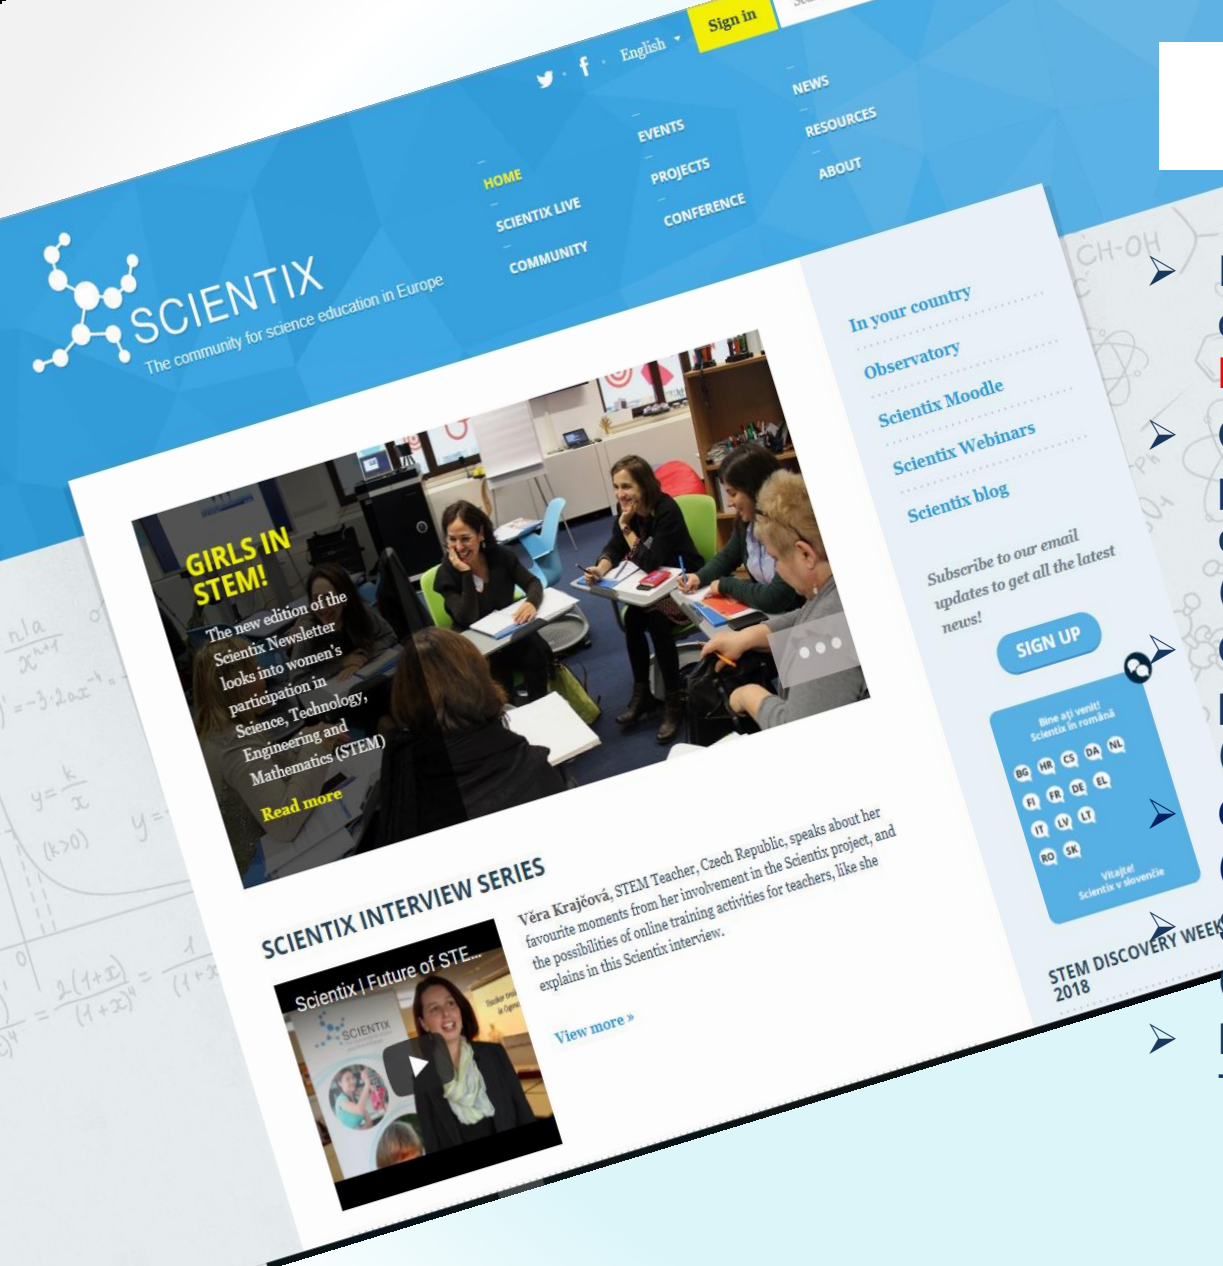 Sign in
English
HOME
SCIENTIX LIVE
COMMUNITY
EVENTS
PROJECTS
CONFERENCE
NEWS
RESOURCES
ABOUT
SCIENTIX
The community for science education in Europe
GIRLS IN
STEM!
The new edition of the
Scientix Newsletter
looks into women's
participation in
Science, Technology,
Engineering and
Mathematics (STEM)
Read more
SCIENTIX INTERVIEW SERIES
Scientix | Future of STE...
SCIENTIX
Věra Krajčová, STEM Teacher, Czech Republic, speaks about her
favourite moments from her involvement in the Scientix project, and
the possibilities of online training activities for teachers, like she
explains in this Scientix interview.
View more »
In your country
Observatory
Scientix Moodle
Scientix Webinars
Scientix blog
Subscribe to our email
updates to get all the latest
news!
SIGN UP
Bine ați venit!
Scientix în română
BG HR CS DA NL
FI FR DE EL
IT LV LT
RO SK
Vitajte!
Scientix v slovenčie
STEM DISCOVERY WEEK
2018
CH-OH
n!a
y=k/x
(k>0)
y=